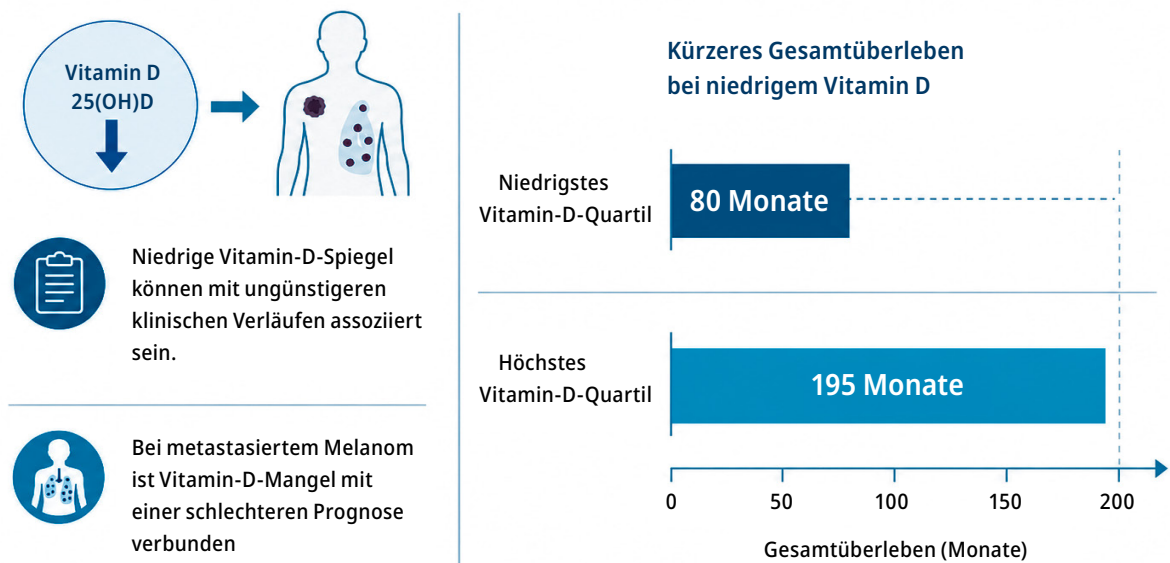 Vitamin D
25(OH)D
Niedrige Vitamin-D-Spiegel
können mit ungünstigeren
klinischen Verläufen assoziiert
sein.
Bei metastasiertem Melanom
ist Vitamin-D-Mangel mit
einer schlechteren Prognose
verbunden
Kürzeres Gesamtüberleben
bei niedrigem Vitamin D
Niedrigstes
Vitamin-D-Quartil
80 Monate
Höchstes
Vitamin-D-Quartil
195 Monate
0 50 100 150 200
Gesamtüberleben (Monate)